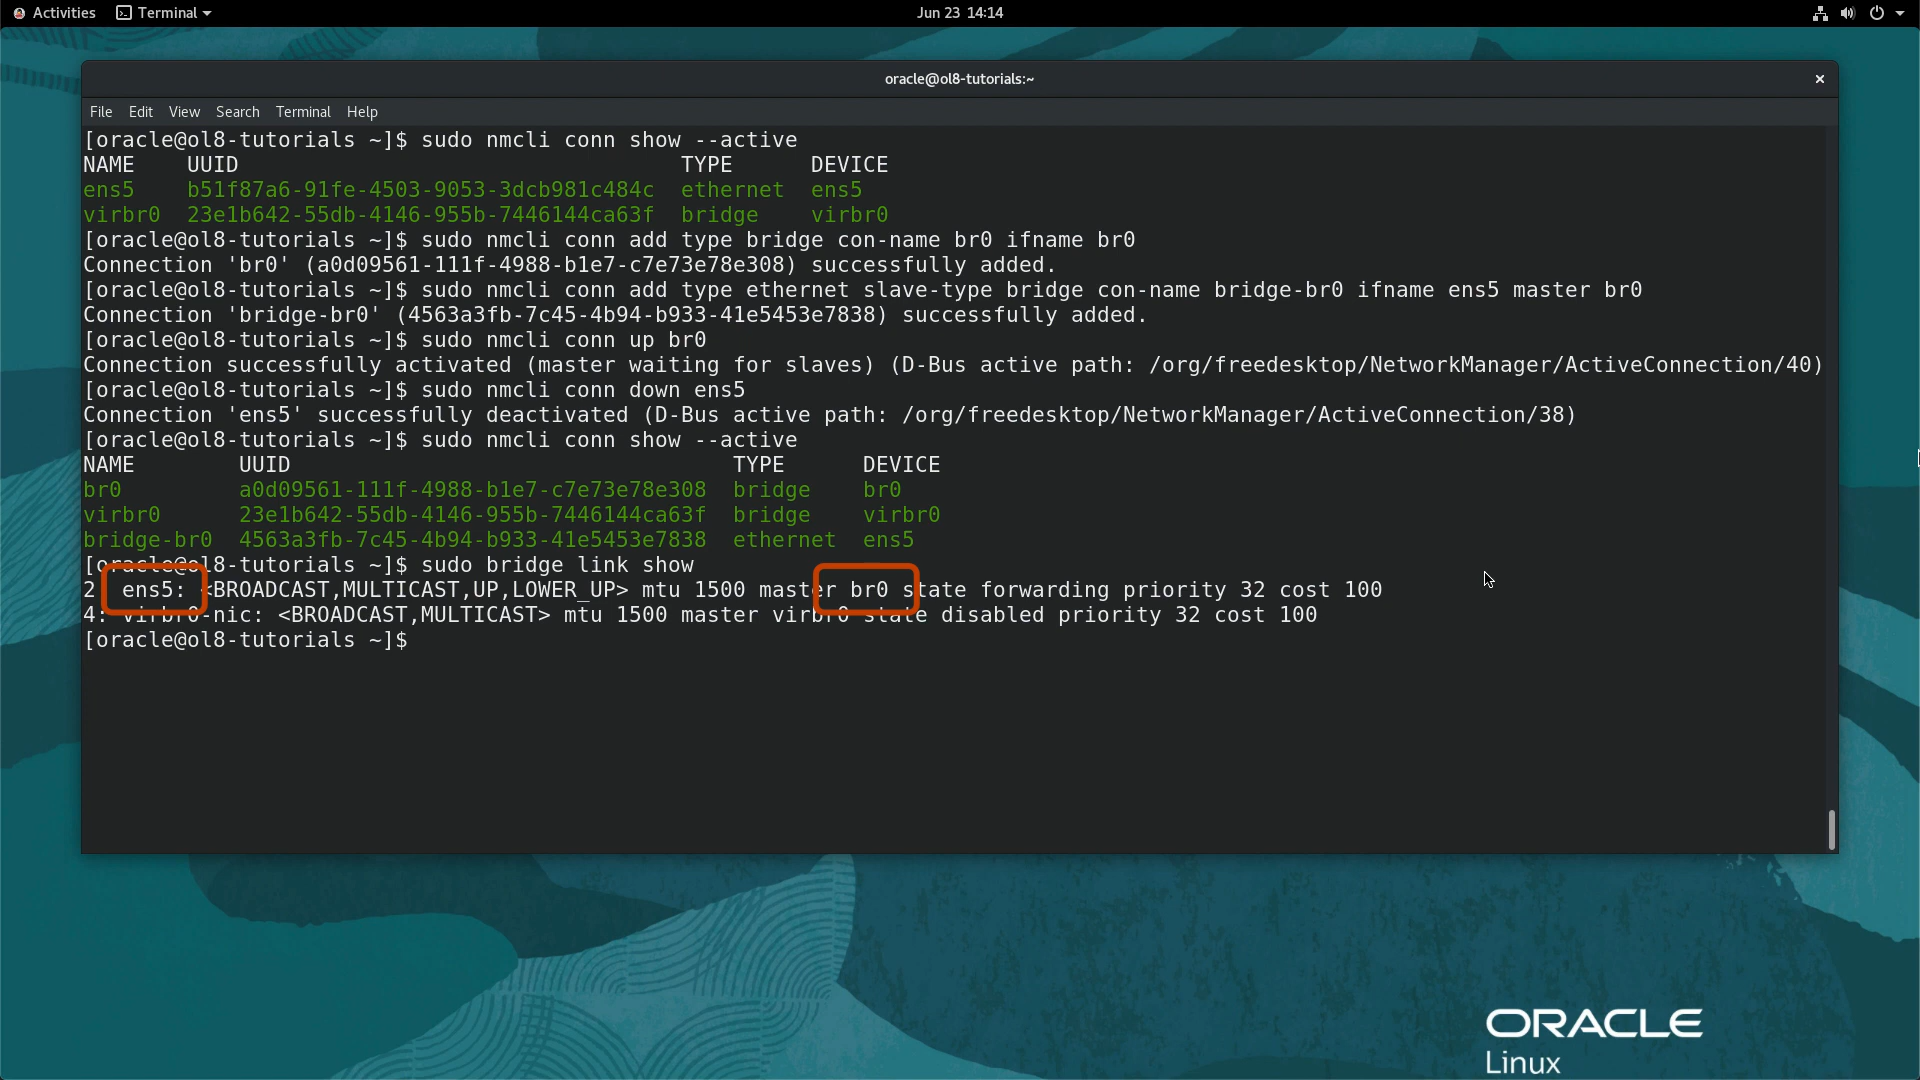 Activities Terminal Jun 23 14:14
oracle@ol8-tutorials:~
File Edit View Search Terminal Help
[oracle@ol8-tutorials ~]$ sudo nmcli conn show --active
NAME UUID TYPE DEVICE
ens5 b51f87a6-91fe-4503-9053-3dcb981c484c ethernet ens5
virbr0 23e1b642-55db-4146-955b-7446144ca63f bridge virbr0
[oracle@ol8-tutorials ~]$ sudo nmcli conn add type bridge con-name br0 ifname br0
Connection 'br0' (a0d09561-111f-4988-b1e7-c7e73e78e308) successfully added.
[oracle@ol8-tutorials ~]$ sudo nmcli conn add type ethernet slave-type bridge con-name bridge-br0 ifname ens5 master br0
Connection 'bridge-br0' (4563a3fb-7c45-4b94-b933-41e5453e7838) successfully added.
[oracle@ol8-tutorials ~]$ sudo nmcli conn up br0
Connection successfully activated (master waiting for slaves) (D-Bus active path: /org/freedesktop/NetworkManager/ActiveConnection/40)
[oracle@ol8-tutorials ~]$ sudo nmcli conn down ens5
Connection 'ens5' successfully deactivated (D-Bus active path: /org/freedesktop/NetworkManager/ActiveConnection/38)
[oracle@ol8-tutorials ~]$ sudo nmcli conn show --active
NAME UUID TYPE DEVICE
br0 a0d09561-111f-4988-b1e7-c7e73e78e308 bridge br0
virbr0 23e1b642-55db-4146-955b-7446144ca63f bridge virbr0
bridge-br0 4563a3fb-7c45-4b94-b933-41e5453e7838 ethernet ens5
[oracle@ol8-tutorials ~]$ sudo bridge link show
2 ens5: <BROADCAST,MULTICAST,UP,LOWER_UP> mtu 1500 master br0 state forwarding priority 32 cost 100
4: virbr0-nic: <BROADCAST,MULTICAST> mtu 1500 master virbr0 state disabled priority 32 cost 100
[oracle@ol8-tutorials ~]$
ORACLE
Linux